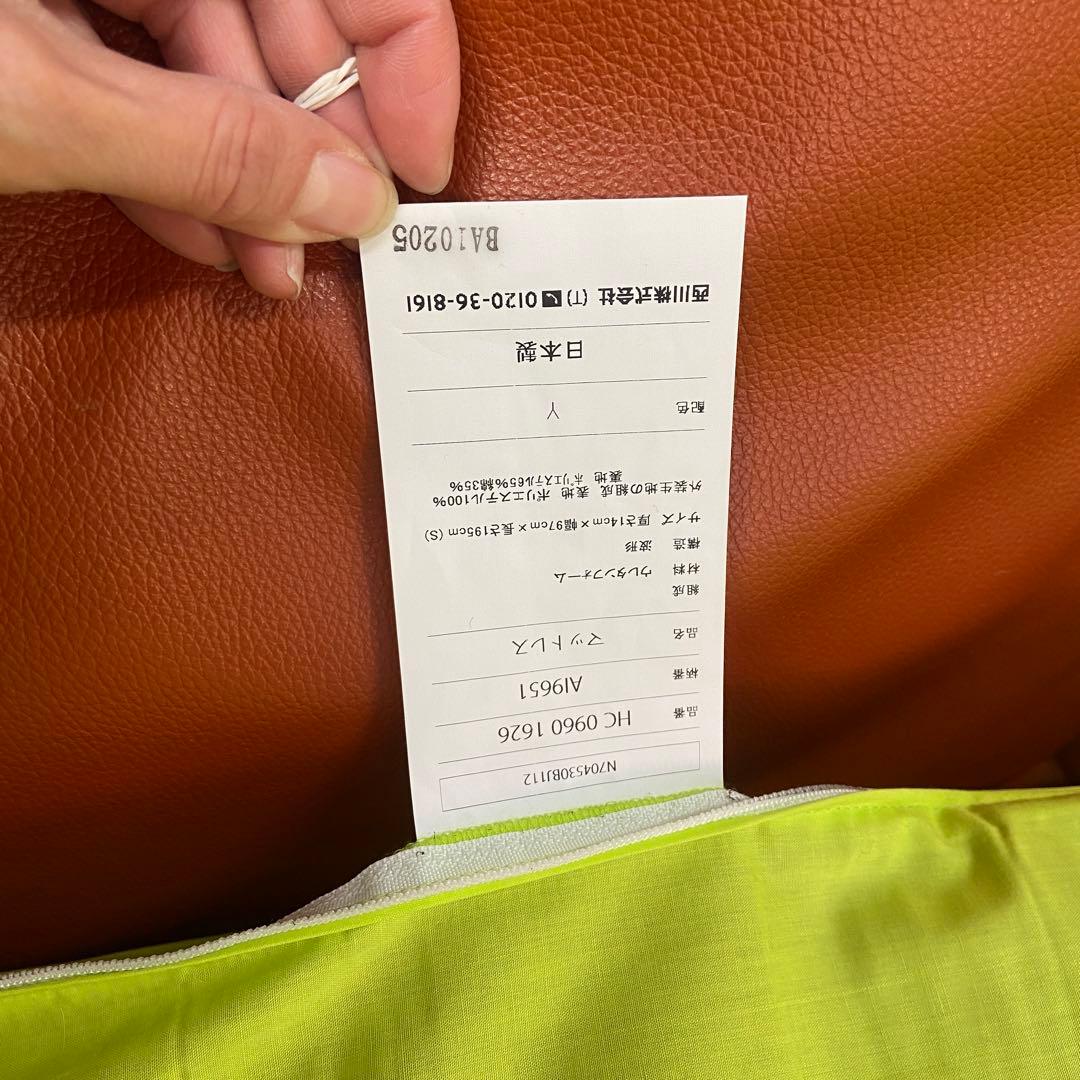 N704530BJ112
品番 HC 0960 1626
柄番 AI9651
品名 マットレス
組成
材料 ウレタンフォーム
構造 波形
サイズ 厚さ14cm×幅97cm×長さ195cm (S)
外装生地の組成 表地 ポリエステル100%
裏地 ポリエステル65%綿35%
配色 Y
日本製
西川株式会社 (T) 0120-36-8161
BA10205